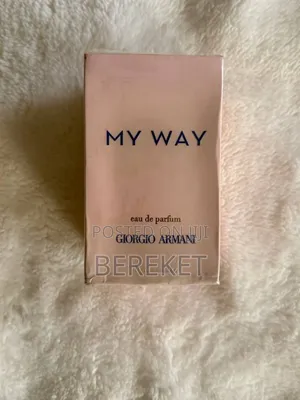 MY WAY
eau de parfum
POSTED ON JIJI
GIORGIO ARMANI
BEREKET